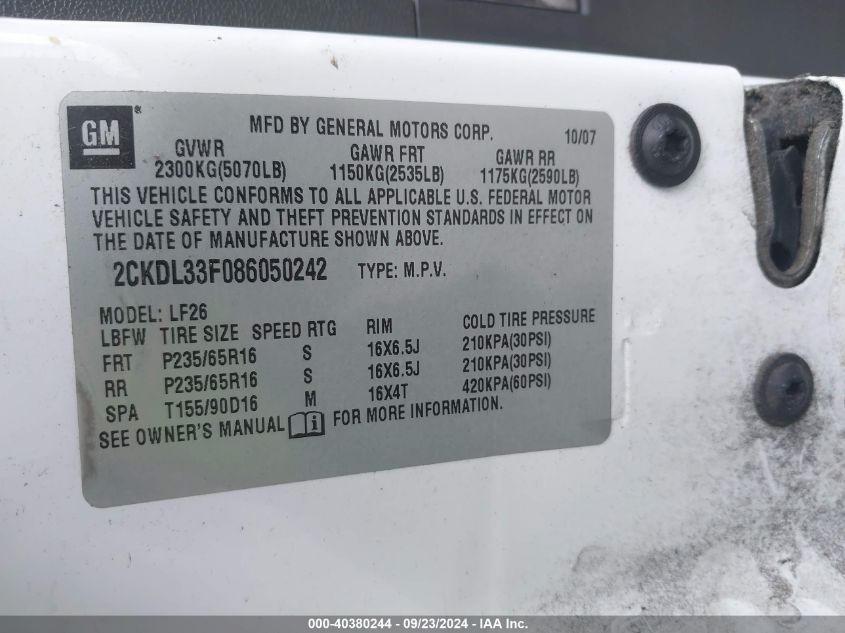 GM®
MFD BY GENERAL MOTORS CORP. 10/07
GVWR GAWR FRT GAWR RR
2300KG(5070LB) 1150KG(2535LB) 1175KG(2590LB)
THIS VEHICLE CONFORMS TO ALL APPLICABLE U.S. FEDERAL MOTOR
VEHICLE SAFETY AND THEFT PREVENTION STANDARDS IN EFFECT ON
THE DATE OF MANUFACTURE SHOWN ABOVE.
2CKDL33F086050242 TYPE: M.P.V.
MODEL: LF26
LBFW TIRE SIZE SPEED RTG RIM COLD TIRE PRESSURE
FRT P235/65R16 S 16X6.5J 210KPA(30PSI)
RR P235/65R16 S 16X6.5J 210KPA(30PSI)
SPA T155/90D16 M 16X4T 420KPA(60PSI)
SEE OWNER'S MANUAL i FOR MORE INFORMATION.
000-40380244 - 09/23/2024 - IAA Inc.